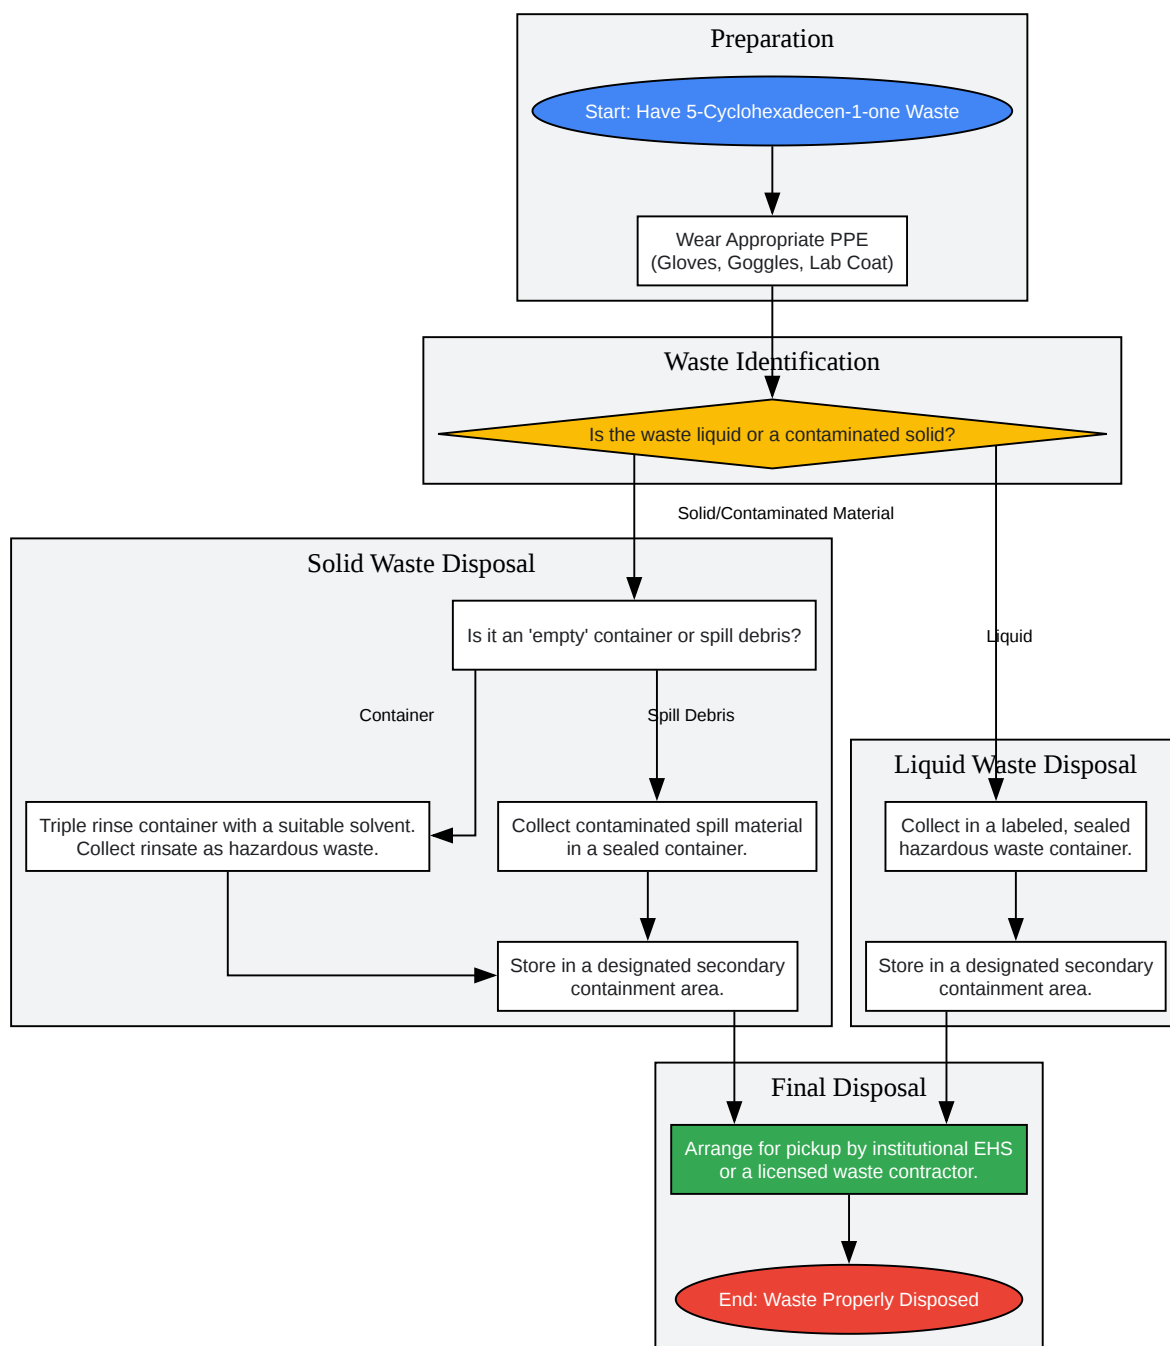 Preparation
Start: Have 5-Cyclohexadecen-1-one Waste
Wear Appropriate PPE
(Gloves, Goggles, Lab Coat)
Waste Identification
Is the waste liquid or a contaminated solid?
Solid/Contaminated Material
Solid Waste Disposal
Is it an 'empty' container or spill debris?
Liquid
Container
Spill Debris
Liquid Waste Disposal
Triple rinse container with a suitable solvent.
Collect rinsate as hazardous waste.
Collect contaminated spill material
in a sealed container.
Collect in a labeled, sealed
hazardous waste container.
Store in a designated secondary
containment area.
Store in a designated secondary
containment area.
Final Disposal
Arrange for pickup by institutional EHS
or a licensed waste contractor.
End: Waste Properly Disposed